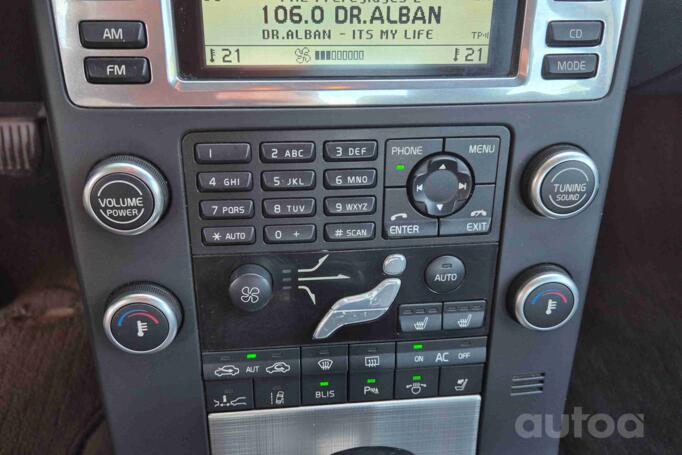 106.0 DR.ALBAN
DR.ALBAN - ITS MY LIFE
TP
21
21
AM
FM
CD
MODE
VOLUME
POWER
1
2 ABC
3 DEF
4 GHI
5 JKL
6 MNO
7 PQRS
8 TUV
9 WXYZ
* AUTO
0 +
# SCAN
PHONE
MENU
ENTER
EXIT
TUNING
SOUND
AUTO
AUT
ON AC OFF
BLIS
P
autoa